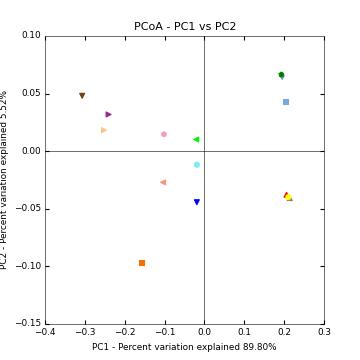 PCoA - PC1 vs PC2
0.10
0.05
0.00
−0.05
−0.10
−0.15
PC2 - Percent variation explained 5.52%
−0.4 −0.3 −0.2 −0.1 0.0 0.1 0.2 0.3
PC1 - Percent variation explained 89.80%